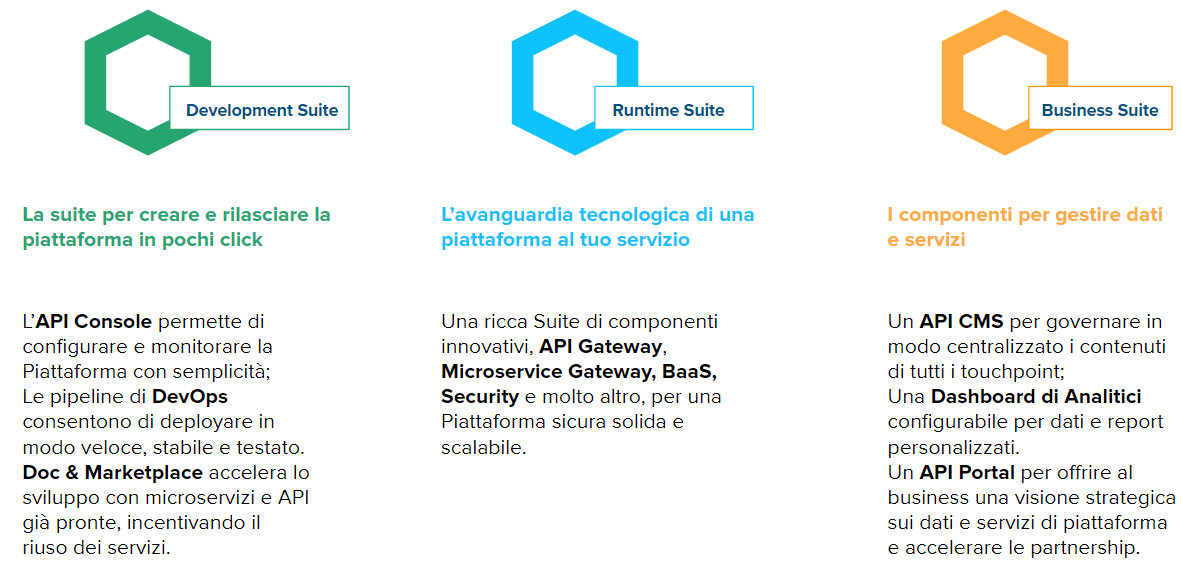 Development Suite
La suite per creare e rilasciare la
piattaforma in pochi click
L'API Console permette di
configurare e monitorare la
Piattaforma con semplicità;
Le pipeline di DevOps
consentono di deployare in
modo veloce, stabile e testato.
Doc & Marketplace accelera lo
sviluppo con microservizi e API
già pronte, incentivando il
riuso dei servizi.
Runtime Suite
L'avanguardia tecnologica di una
piattaforma al tuo servizio
Una ricca Suite di componenti
innovativi, API Gateway,
Microservice Gateway, BaaS,
Security e molto altro, per una
Piattaforma sicura solida e
scalabile.
Business Suite
I componenti per gestire dati
e servizi
Un API CMS per governare in
modo centralizzato i contenuti
di tutti i touchpoint;
Una Dashboard di Analitici
configurabile per dati e report
personalizzati.
Un API Portal per offrire al
business una visione strategica
sui dati e servizi di piattaforma
e accelerare le partnership.